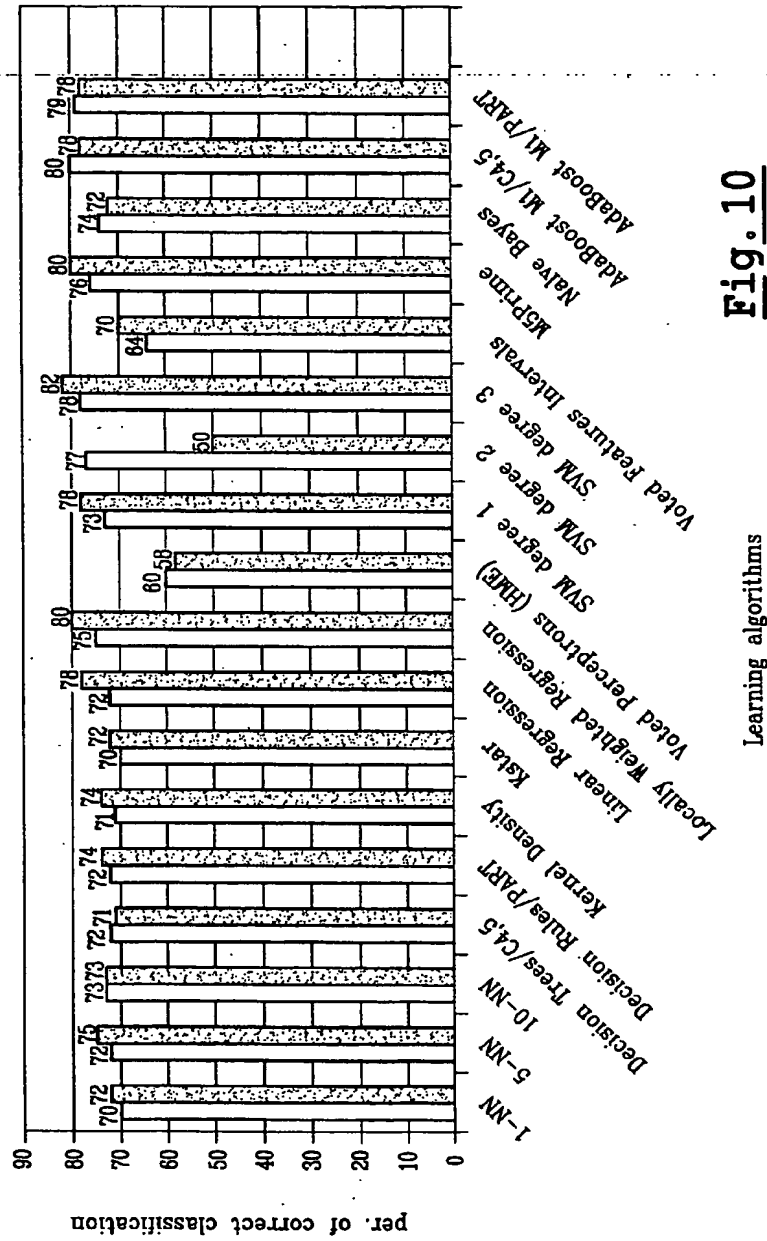 per. of correct classification
90
80
70
60
50
40
30
20
10
0
70 72
72 75
73 73
72 71
72 74
71 74
70 72
72 78
75 80
60 58
73 78
77 50
78 82
64 70
76 80
74 72
80 78
79 78
1-NN
5-NN
10-NN
Decision Trees/C4,5
Decision Rules/PART
Kernel Density
Kstar
Linear Regression
Locally Weighted Regression
Voted Perceptrons (HME)
SVM degree 1
SVM degree 2
SVM degree 3
Voted Features Intervals
M5Prime
Naïve Bayes
AdaBoost M1/C4,5
AdaBoost M1/PART
Learning algorithms
Fig.10